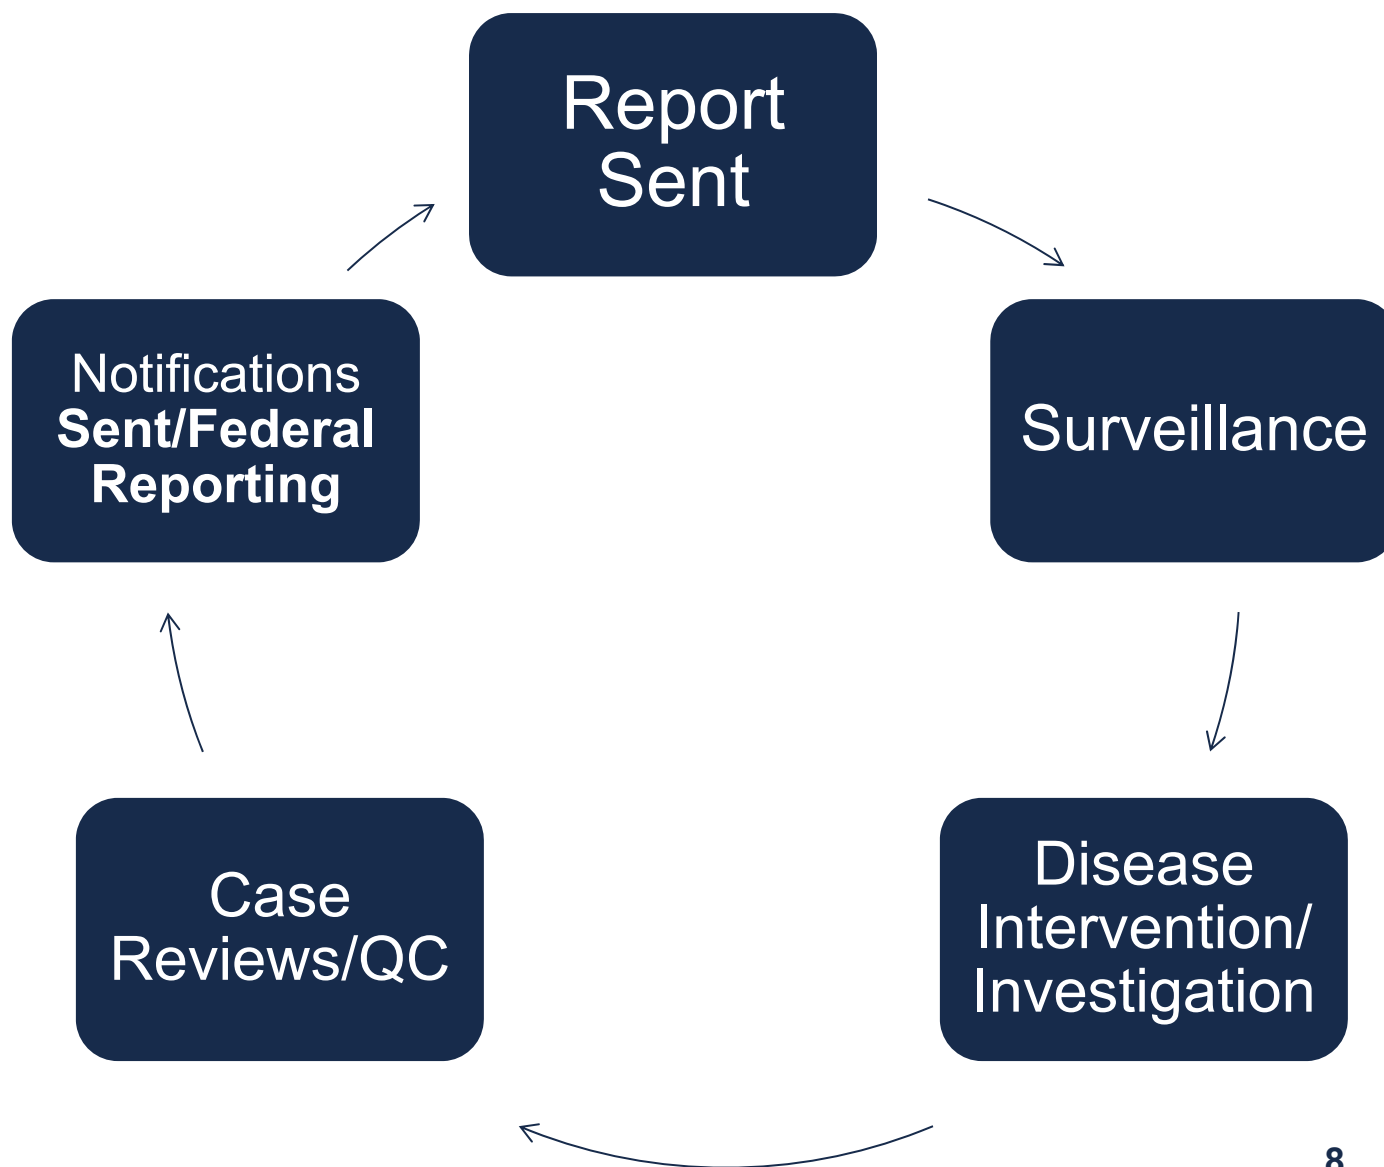 Report
Sent
Surveillance
Disease
Intervention/
Investigation
Case
Reviews/QC
Notifications
Sent/Federal
Reporting
8